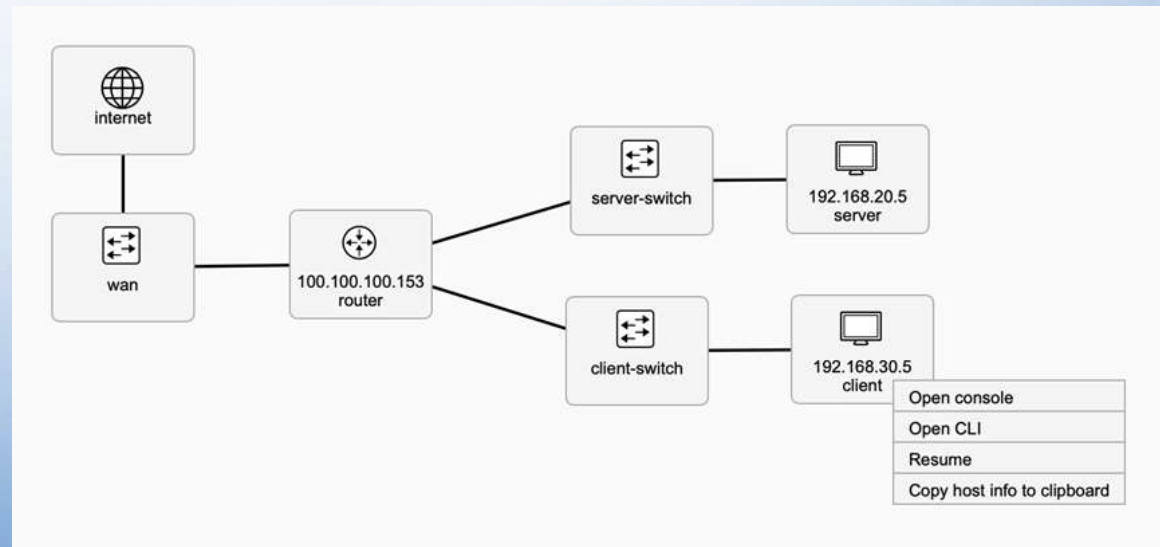 internet
wan
100.100.100.153
router
server-switch
192.168.20.5
server
client-switch
192.168.30.5
client
Open console
Open CLI
Resume
Copy host info to clipboard